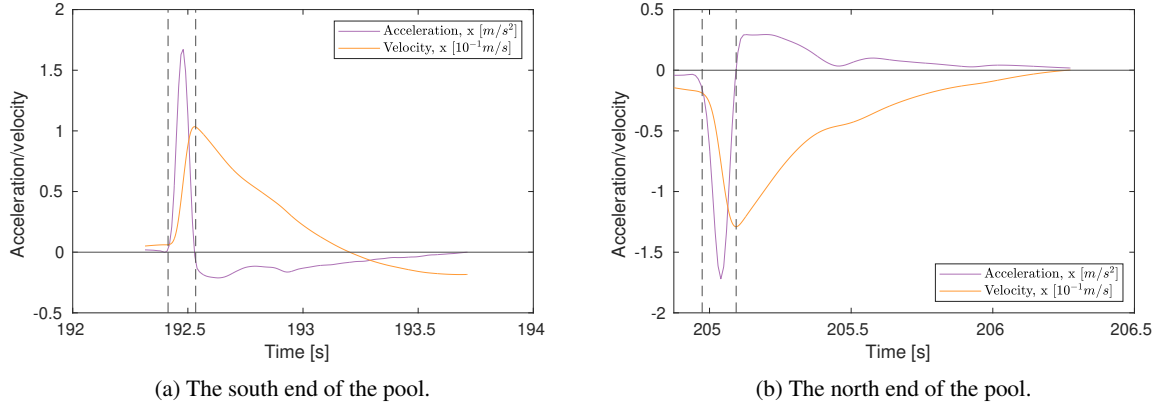 2
1.5
1
0.5
0
-0.5
Acceleration/velocity
192
192.5
193
193.5
194
Time [s]
Acceleration, x [m/s²]
Velocity, x [10⁻¹m/s]
(a) The south end of the pool.
0.5
0
-0.5
-1
-1.5
-2
Acceleration/velocity
205
205.5
206
206.5
Time [s]
Acceleration, x [m/s²]
Velocity, x [10⁻¹m/s]
(b) The north end of the pool.